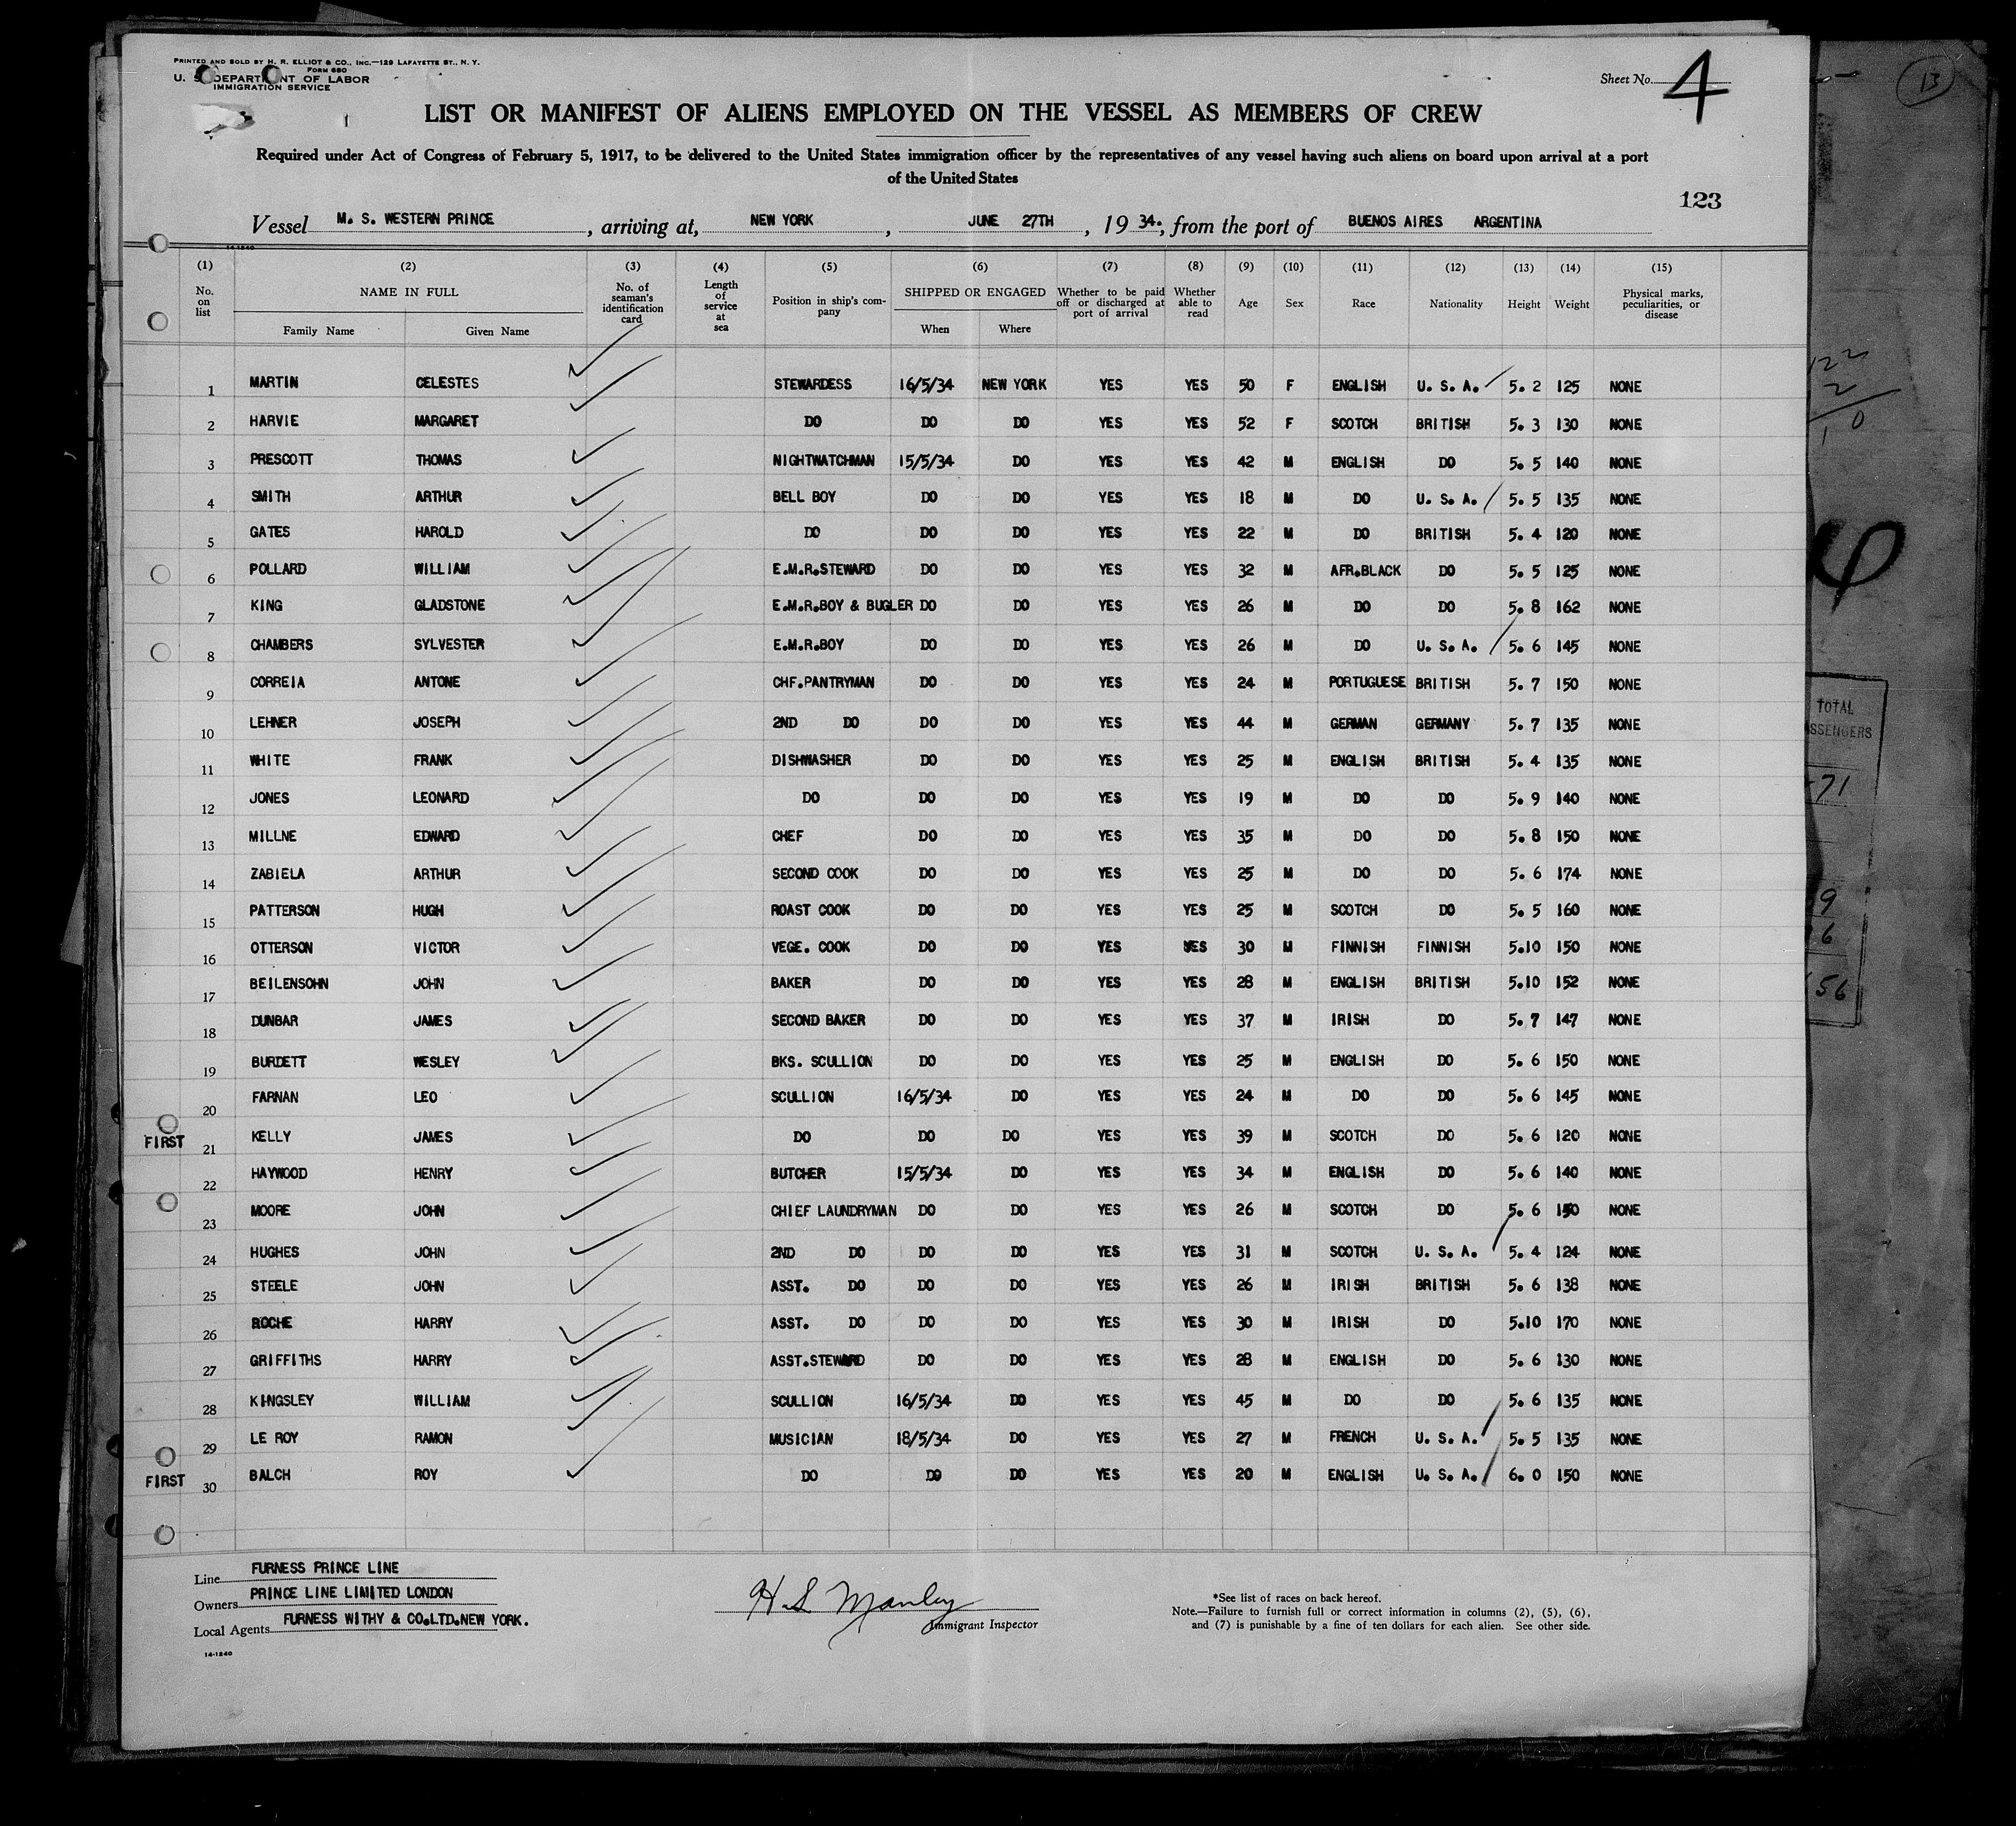 PRINTED AND SOLD BY H. R. ELLIOT & CO., INC.—129 LAFAYETTE ST., N. Y.
FORM 680
U. S. DEPARTMENT OF LABOR
IMMIGRATION SERVICE
Sheet No. 4
13
LIST OR MANIFEST OF ALIENS EMPLOYED ON THE VESSEL AS MEMBERS OF CREW
Required under Act of Congress of February 5, 1917, to be delivered to the United States immigration officer by the representatives of any vessel having such aliens on board upon arrival at a port
of the United States
123
Vessel M. S. WESTERN PRINCE, arriving at, NEW YORK, JUNE 27TH, 1934., from the port of BUENOS AIRES ARGENTINA
14-1240
(1) (2) (3) (4) (5) (6) (7) (8) (9) (10) (11) (12) (13) (14) (15)
No. on list NAME IN FULL Family Name Given Name No. of seaman's identification card Length of service at sea Position in ship's company SHIPPED OR ENGAGED When Where Whether to be paid off or discharged at port of arrival Whether able to read Age Sex Race Nationality Height Weight Physical marks, peculiarities, or disease
1 MARTIN CELESTES STEWARDESS 16/5/34 NEW YORK YES YES 50 F ENGLISH U. S. A. 5. 2 125 NONE
2 HARVIE MARGARET DO DO DO YES YES 52 F SCOTCH BRITISH 5. 3 130 NONE
3 PRESCOTT THOMAS NIGHTWATCHMAN 15/5/34 DO YES YES 42 M ENGLISH DO 5. 5 140 NONE
4 SMITH ARTHUR BELL BOY DO DO YES YES 18 M DO U. S. A. 5. 5 135 NONE
5 GATES HAROLD DO DO DO YES YES 22 M DO BRITISH 5. 4 120 NONE
6 POLLARD WILLIAM E.M.R.STEWARD DO DO YES YES 32 M AFR.BLACK DO 5. 5 125 NONE
7 KING GLADSTONE E.M.R.BOY & BUGLER DO DO YES YES 26 M DO DO 5. 8 162 NONE
8 CHAMBERS SYLVESTER E.M.R.BOY DO DO YES YES 26 M DO U. S. A. 5. 6 145 NONE
9 CORREIA ANTONE CHF.PANTRYMAN DO DO YES YES 24 M PORTUGUESE BRITISH 5. 7 150 NONE
10 LEHNER JOSEPH 2ND DO DO DO YES YES 44 M GERMAN GERMANY 5. 7 135 NONE
11 WHITE FRANK DISHWASHER DO DO YES YES 25 M ENGLISH BRITISH 5. 4 135 NONE
12 JONES LEONARD DO DO DO YES YES 19 M DO DO 5. 9 140 NONE
13 MILLNE EDWARD CHEF DO DO YES YES 35 M DO DO 5. 8 150 NONE
14 ZABIELA ARTHUR SECOND COOK DO DO YES YES 25 M DO DO 5. 6 174 NONE
15 PATTERSON HUGH ROAST COOK DO DO YES YES 25 M SCOTCH DO 5. 5 160 NONE
16 OTTERSON VICTOR VEGE. COOK DO DO YES YES 30 M FINNISH FINNISH 5.10 150 NONE
17 BEILENSOHN JOHN BAKER DO DO YES YES 28 M ENGLISH BRITISH 5.10 152 NONE
18 DUNBAR JAMES SECOND BAKER DO DO YES YES 37 M IRISH DO 5. 7 147 NONE
19 BURDETT WESLEY BKS. SCULLION DO DO YES YES 25 M ENGLISH DO 5. 6 150 NONE
20 FARNAN LEO SCULLION 16/5/34 DO YES YES 24 M DO DO 5. 6 145 NONE
FIRST 21 KELLY JAMES DO DO DO YES YES 39 M SCOTCH DO 5. 6 120 NONE
22 HAYWOOD HENRY BUTCHER 15/5/34 DO YES YES 34 M ENGLISH DO 5. 6 140 NONE
23 MOORE JOHN CHIEF LAUNDRYMAN DO DO YES YES 26 M SCOTCH DO 5. 6 150 NONE
24 HUGHES JOHN 2ND DO DO DO YES YES 31 M SCOTCH U. S. A. 5. 4 124 NONE
25 STEELE JOHN ASST. DO DO DO YES YES 26 M IRISH BRITISH 5. 6 138 NONE
26 ROCHE HARRY ASST. DO DO DO YES YES 30 M IRISH DO 5.10 170 NONE
27 GRIFFITHS HARRY ASST.STEWARD DO DO YES YES 28 M ENGLISH DO 5. 6 130 NONE
28 KINGSLEY WILLIAM SCULLION 16/5/34 DO YES YES 45 M DO DO 5. 6 135 NONE
29 LE ROY RAMON MUSICIAN 18/5/34 DO YES YES 27 M FRENCH U. S. A. 5. 5 135 NONE
FIRST 30 BALCH ROY DO DO DO YES YES 20 M ENGLISH U. S. A. 6. 0 150 NONE
Line FURNESS PRINCE LINE
Owners PRINCE LINE LIMITED LONDON
Local Agents FURNESS WITHY & CO.LTD.NEW YORK.
14-1240
H. S. Manley
Immigrant Inspector
*See list of races on back hereof.
Note.—Failure to furnish full or correct information in columns (2), (5), (6),
and (7) is punishable by a fine of ten dollars for each alien. See other side.
TOTAL
71
56